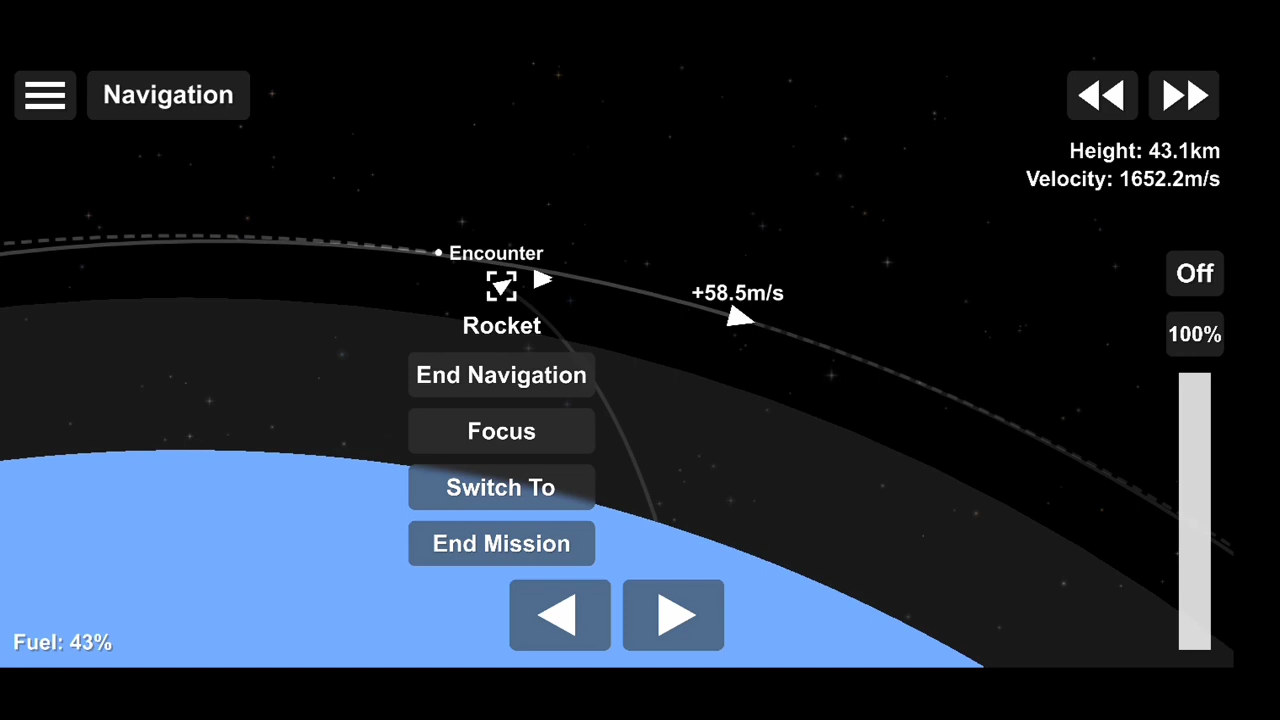 Navigation
Height: 43.1km
Velocity: 1652.2m/s
Encounter
Off
+58.5m/s
Rocket
100%
End Navigation
Focus
Switch To
End Mission
Fuel: 43%